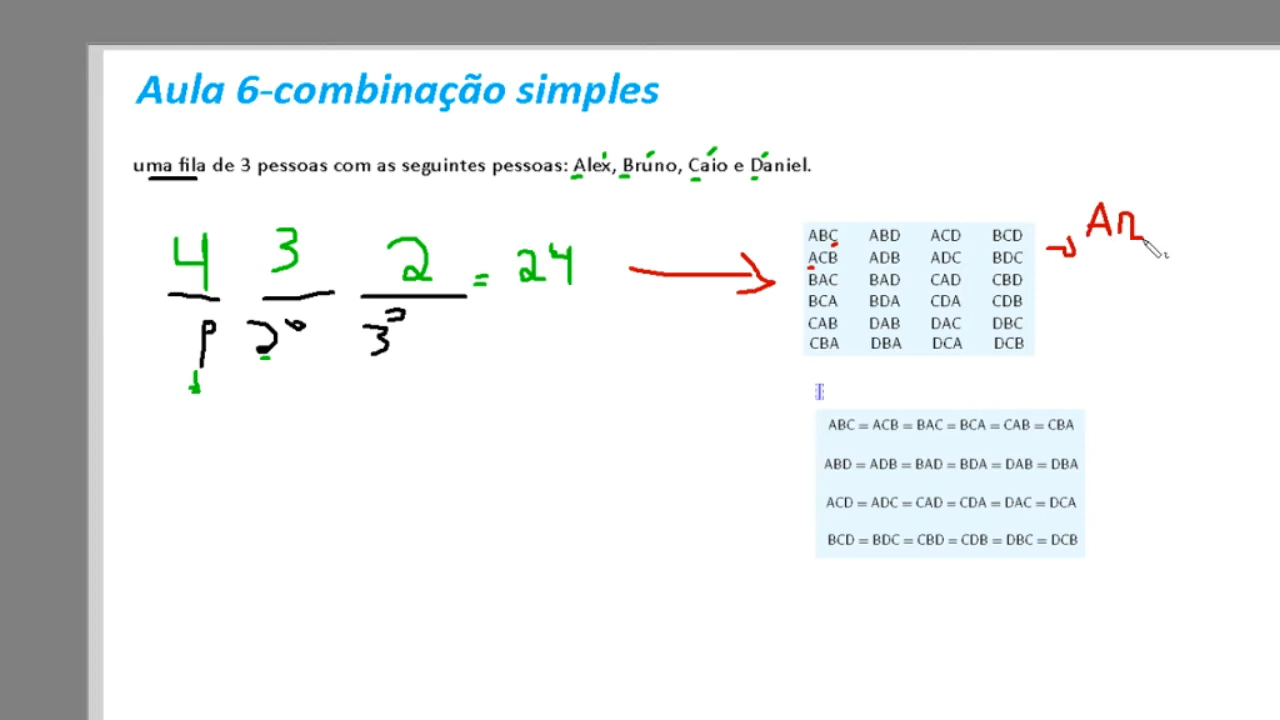 Aula 6-combinação simples
uma fila de 3 pessoas com as seguintes pessoas: Alex, Bruno, Caio e Daniel.
4 3 2 = 24
2º 3º
ABC ABD ACD BCD
ACB ADB ADC BDC
BAC BAD CAD CBD
BCA BDA CDA CDB
CAB DAB DAC DBC
CBA DBA DCA DCB
An
ABC = ACB = BAC = BCA = CAB = CBA
ABD = ADB = BAD = BDA = DAB = DBA
ACD = ADC = CAD = CDA = DAC = DCA
BCD = BDC = CBD = CDB = DBC = DCB